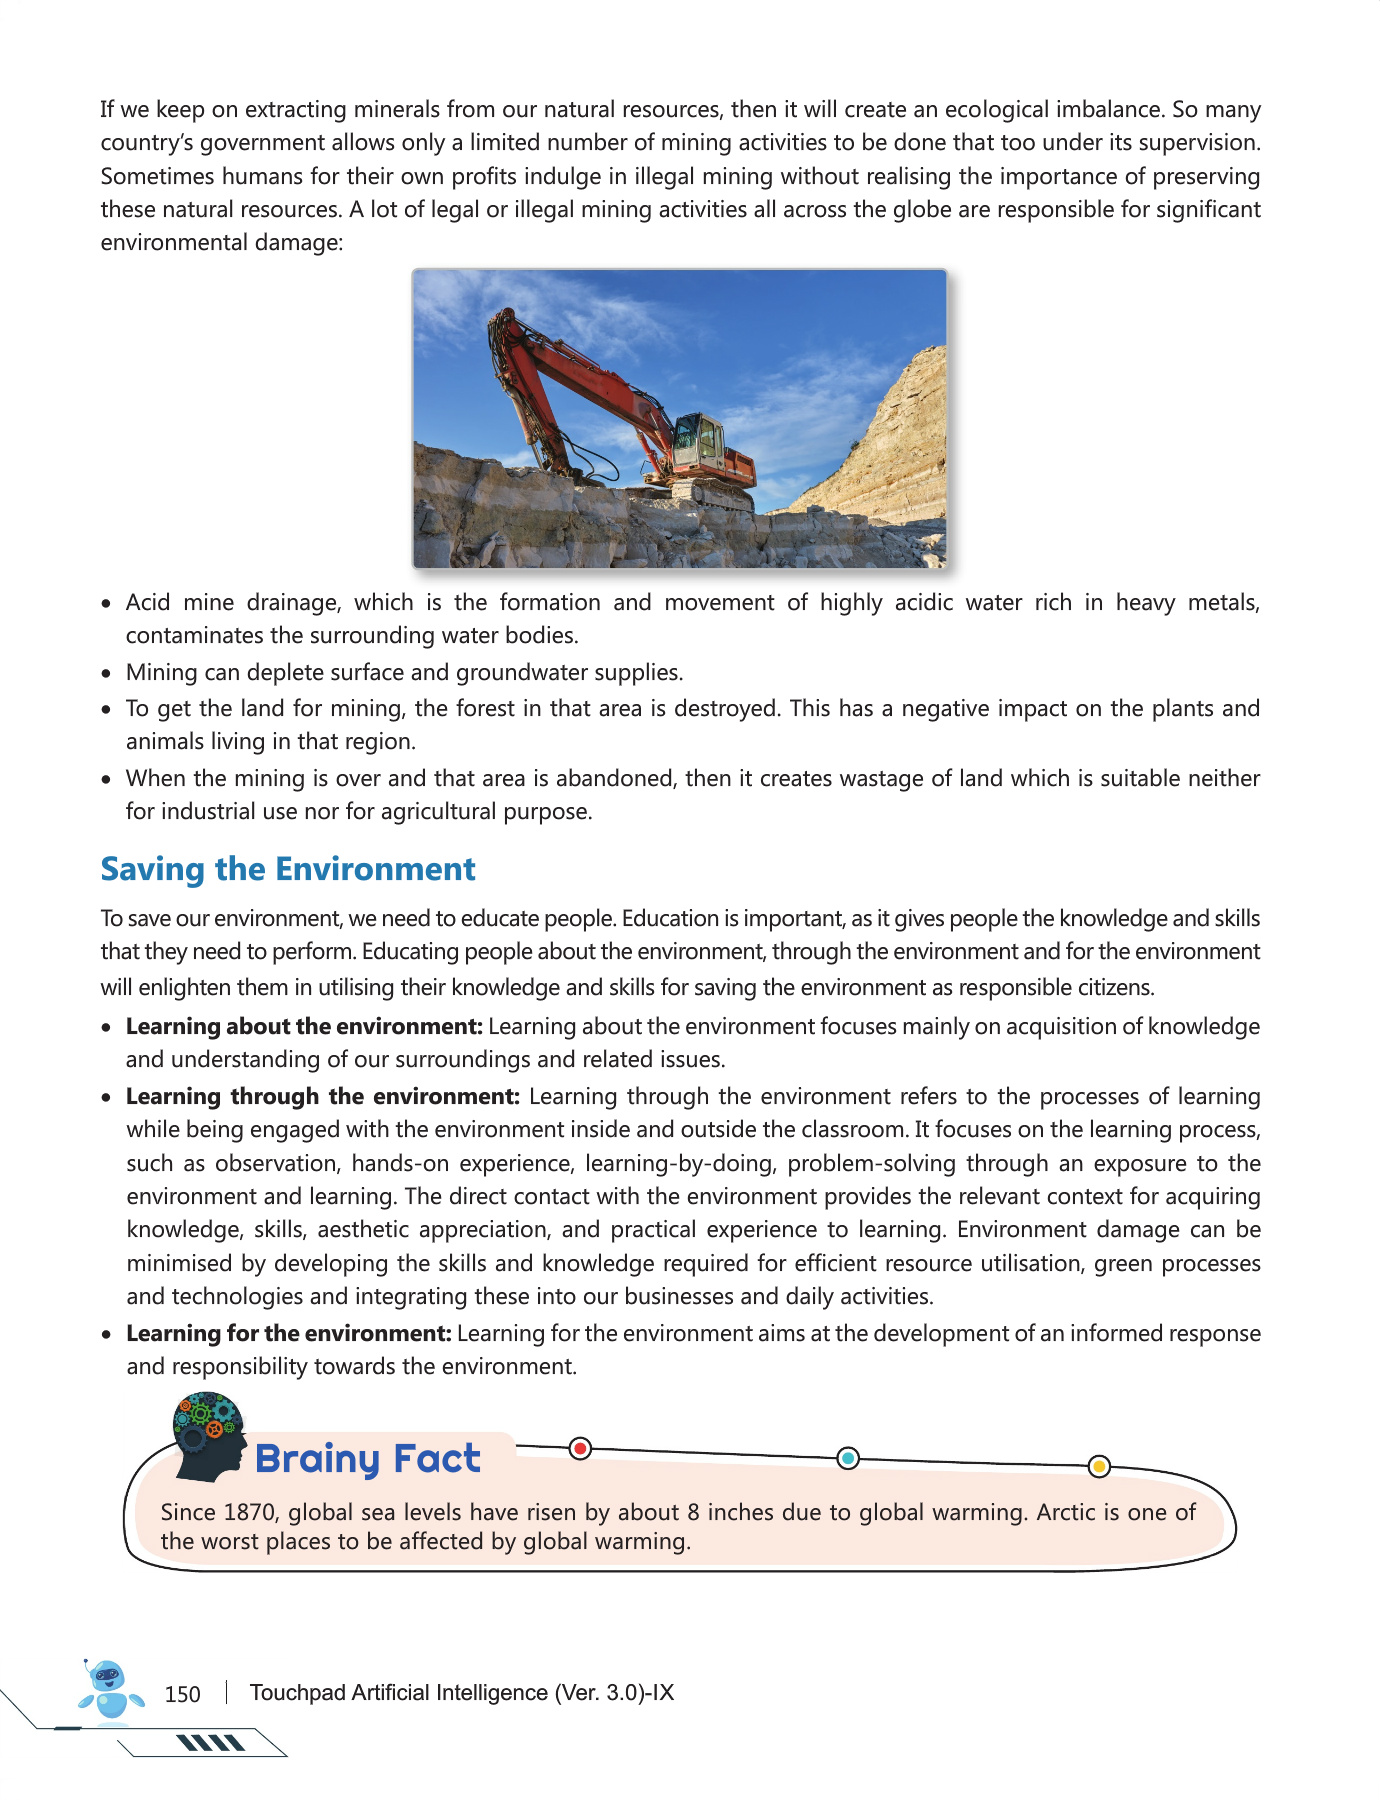 If we keep on extracting minerals from our natural resources, then it will create an ecological imbalance. So many
country’s government allows only a limited number of mining activities to be done that too under its supervision.
Sometimes humans for their own profits indulge in illegal mining without realising the importance of preserving
these natural resources. A lot of legal or illegal mining activities all across the globe are responsible for significant
environmental damage:
• Acid mine drainage, which is the formation and movement of highly acidic water rich in heavy metals,
contaminates the surrounding water bodies.
• Mining can deplete surface and groundwater supplies.
• To get the land for mining, the forest in that area is destroyed. This has a negative impact on the plants and
animals living in that region.
• When the mining is over and that area is abandoned, then it creates wastage of land which is suitable neither
for industrial use nor for agricultural purpose.
Saving the Environment
To save our environment, we need to educate people. Education is important, as it gives people the knowledge and skills
that they need to perform. Educating people about the environment, through the environment and for the environment
will enlighten them in utilising their knowledge and skills for saving the environment as responsible citizens.
• Learning about the environment: Learning about the environment focuses mainly on acquisition of knowledge
and understanding of our surroundings and related issues.
• Learning through the environment: Learning through the environment refers to the processes of learning
while being engaged with the environment inside and outside the classroom. It focuses on the learning process,
such as observation, hands-on experience, learning-by-doing, problem-solving through an exposure to the
environment and learning. The direct contact with the environment provides the relevant context for acquiring
knowledge, skills, aesthetic appreciation, and practical experience to learning. Environment damage can be
minimised by developing the skills and knowledge required for efficient resource utilisation, green processes
and technologies and integrating these into our businesses and daily activities.
• Learning for the environment: Learning for the environment aims at the development of an informed response
and responsibility towards the environment.
Brainy Fact
Since 1870, global sea levels have risen by about 8 inches due to global warming. Arctic is one of
the worst places to be affected by global warming.
150 | Touchpad Artificial Intelligence (Ver. 3.0)-IX